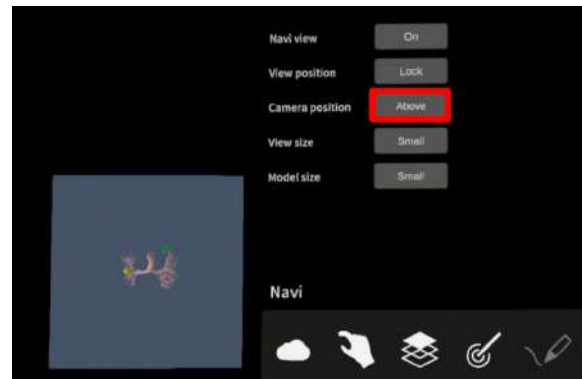 Navi view On
View position Lock
Camera position Above
View size Small
Model size Small
Navi